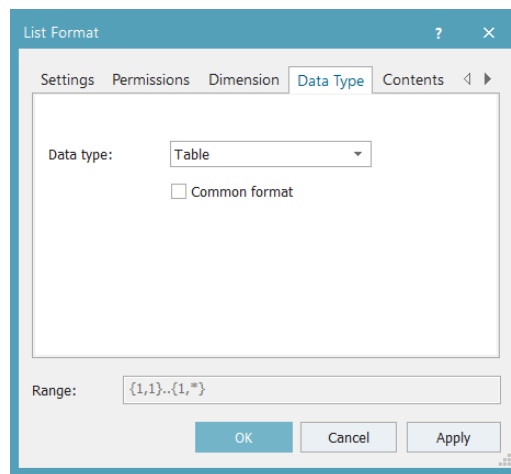 List Format ? ×
Settings Permissions Dimension Data Type Contents
Data type: Table
Common format
Range: {1,1}..{1,*}
OK Cancel Apply